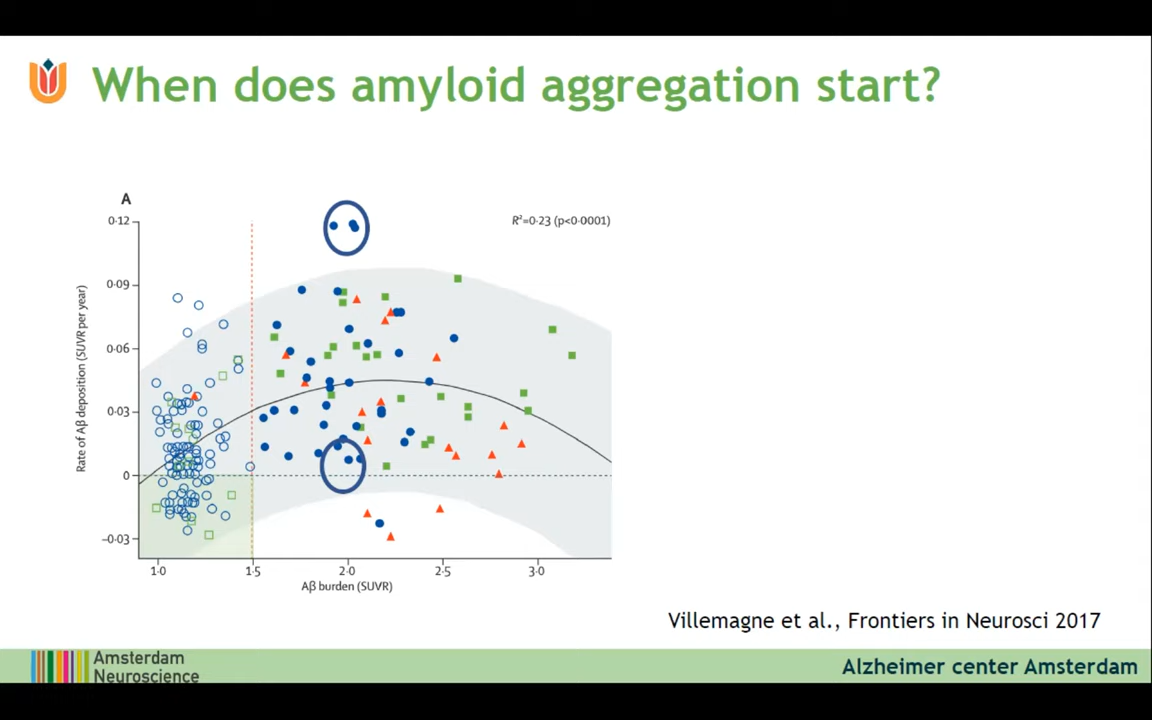 When does amyloid aggregation start?
A
R²=0·23 (p<0·0001)
0·12
0·09
0·06
0·03
0
–0·03
Rate of Aβ deposition (SUVR per year)
1·0 1·5 2·0 2·5 3·0
Aβ burden (SUVR)
Villemagne et al., Frontiers in Neurosci 2017
Amsterdam
Neuroscience
Alzheimer center Amsterdam